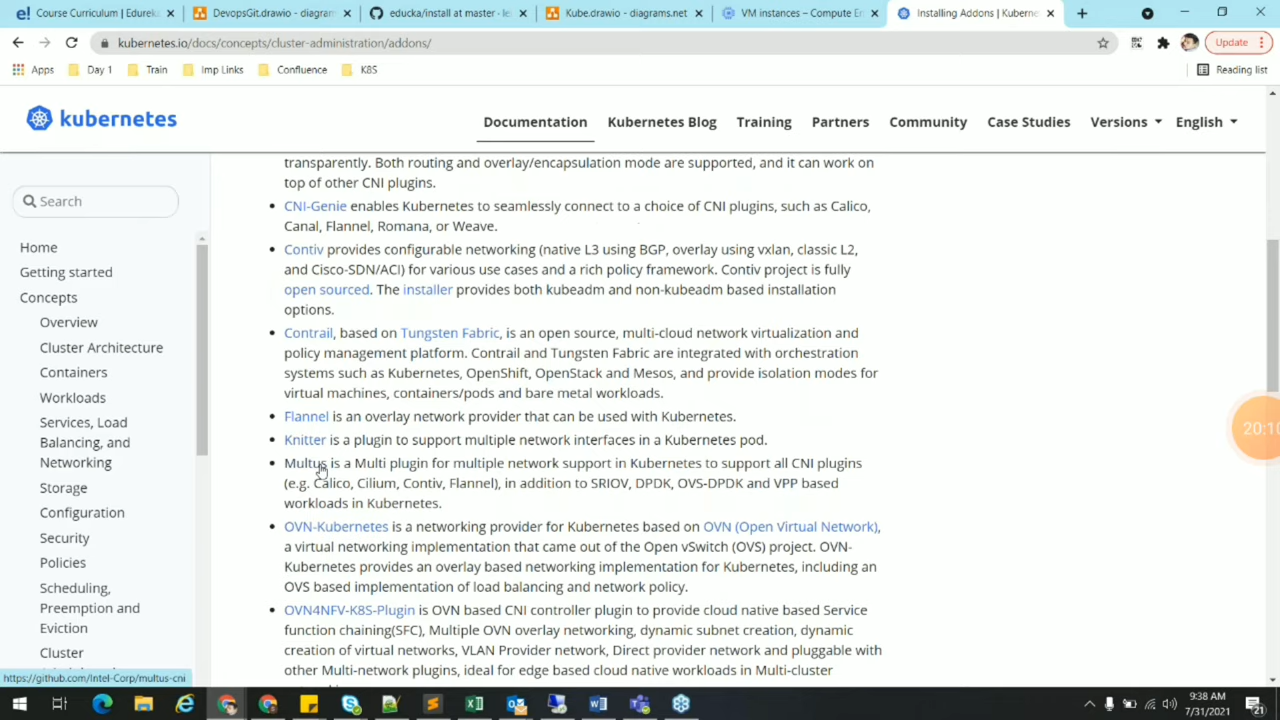 Course Curriculum | Edurek
DevopsGit.drawio - diagram
educka/install at master · le
Kube.drawio - diagrams.net
VM instances – Compute En
Installing Addons | Kuberne
kubernetes.io/docs/concepts/cluster-administration/addons/
Update
Apps
Day 1
Train
Imp Links
Confluence
K8S
Reading list
kubernetes
Documentation
Kubernetes Blog
Training
Partners
Community
Case Studies
Versions
English
Search
Home
Getting started
Concepts
Overview
Cluster Architecture
Containers
Workloads
Services, Load
Balancing, and
Networking
Storage
Configuration
Security
Policies
Scheduling,
Preemption and
Eviction
Cluster
transparently. Both routing and overlay/encapsulation mode are supported, and it can work on
top of other CNI plugins.
CNI-Genie enables Kubernetes to seamlessly connect to a choice of CNI plugins, such as Calico,
Canal, Flannel, Romana, or Weave.
Contiv provides configurable networking (native L3 using BGP, overlay using vxlan, classic L2,
and Cisco-SDN/ACI) for various use cases and a rich policy framework. Contiv project is fully
open sourced. The installer provides both kubeadm and non-kubeadm based installation
options.
Contrail, based on Tungsten Fabric, is an open source, multi-cloud network virtualization and
policy management platform. Contrail and Tungsten Fabric are integrated with orchestration
systems such as Kubernetes, OpenShift, OpenStack and Mesos, and provide isolation modes for
virtual machines, containers/pods and bare metal workloads.
Flannel is an overlay network provider that can be used with Kubernetes.
Knitter is a plugin to support multiple network interfaces in a Kubernetes pod.
Multus is a Multi plugin for multiple network support in Kubernetes to support all CNI plugins
(e.g. Calico, Cilium, Contiv, Flannel), in addition to SRIOV, DPDK, OVS-DPDK and VPP based
workloads in Kubernetes.
OVN-Kubernetes is a networking provider for Kubernetes based on OVN (Open Virtual Network),
a virtual networking implementation that came out of the Open vSwitch (OVS) project. OVN-
Kubernetes provides an overlay based networking implementation for Kubernetes, including an
OVS based implementation of load balancing and network policy.
OVN4NFV-K8S-Plugin is OVN based CNI controller plugin to provide cloud native based Service
function chaining(SFC), Multiple OVN overlay networking, dynamic subnet creation, dynamic
creation of virtual networks, VLAN Provider network, Direct provider network and pluggable with
other Multi-network plugins, ideal for edge based cloud native workloads in Multi-cluster
20:10
https://github.com/Intel-Corp/multus-cni
9:38 AM
7/31/2021
21